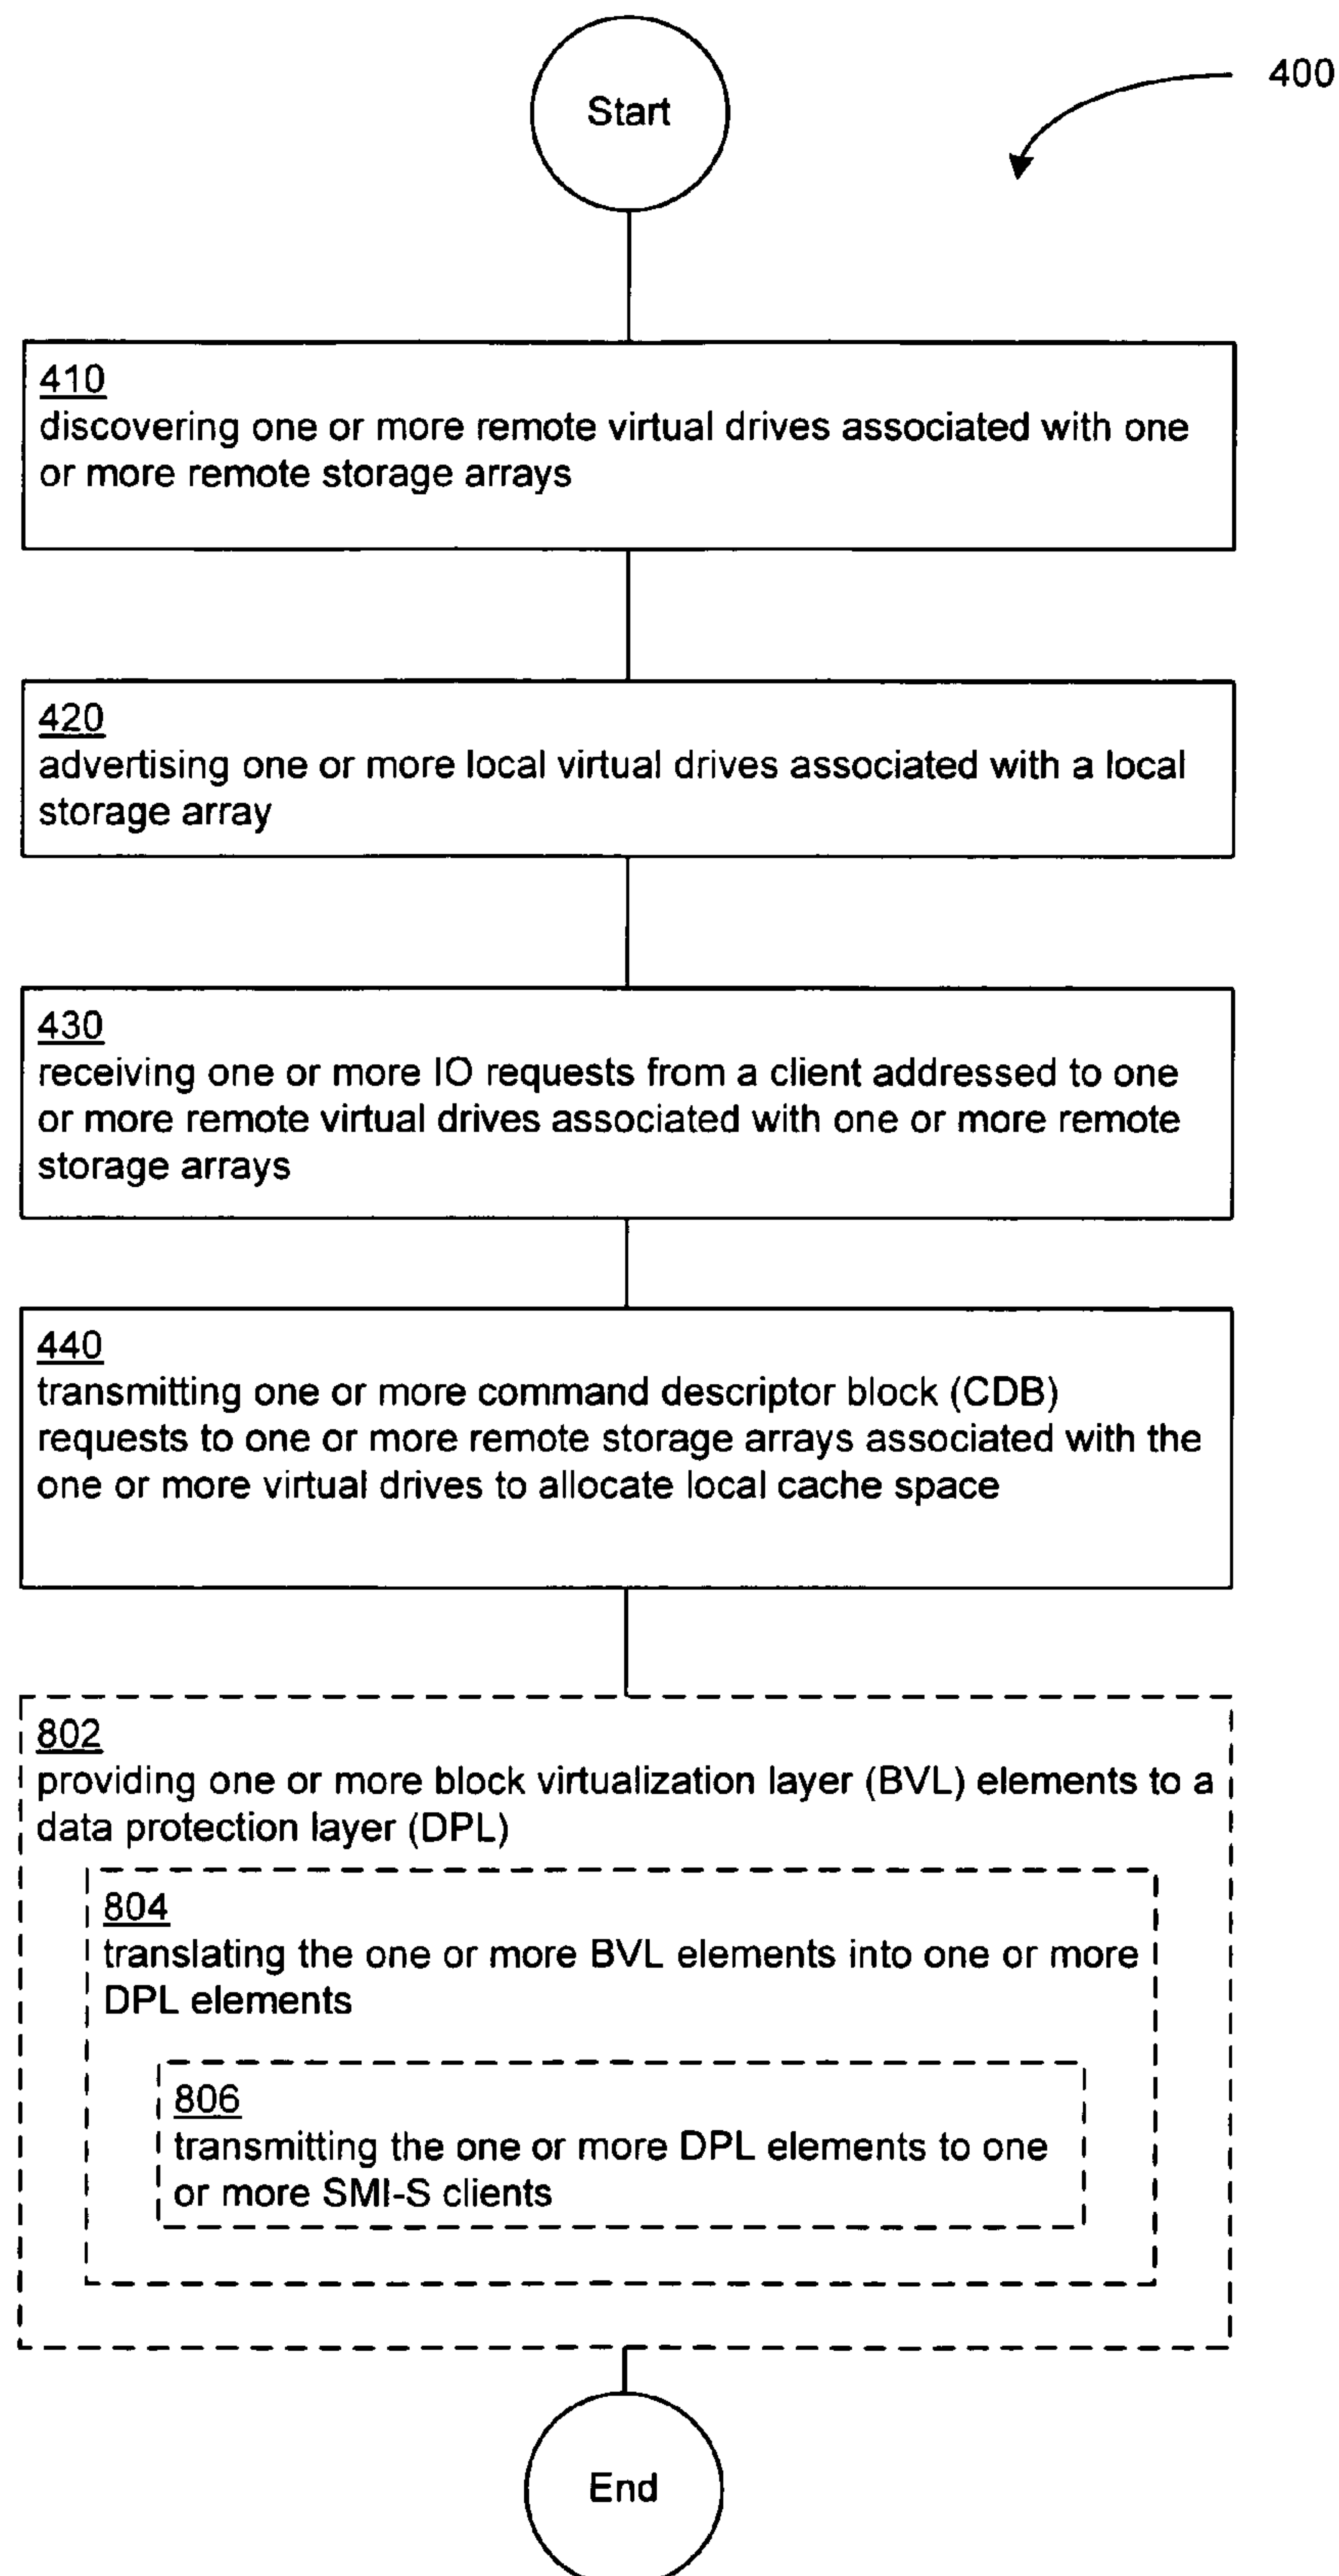 Start
400
410
discovering one or more remote virtual drives associated with one
or more remote storage arrays
420
advertising one or more local virtual drives associated with a local
storage array
430
receiving one or more IO requests from a client addressed to one
or more remote virtual drives associated with one or more remote
storage arrays
440
transmitting one or more command descriptor block (CDB)
requests to one or more remote storage arrays associated with the
one or more virtual drives to allocate local cache space
802
providing one or more block virtualization layer (BVL) elements to a
data protection layer (DPL)
804
translating the one or more BVL elements into one or more
DPL elements
806
transmitting the one or more DPL elements to one
or more SMI-S clients
End